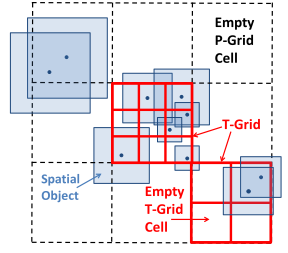 Empty
P-Grid
Cell
T-Grid
Spatial
Object
Empty
T-Grid
Cell